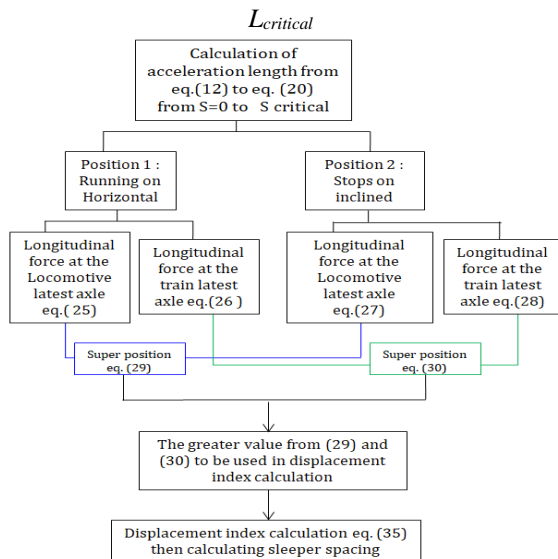 L critical
Calculation of
acceleration length from
eq.(12) to eq. (20)
from S=0 to S critical
Position 1 :
Running on
Horizontal
Position 2 :
Stops on
inclined
Longitudinal
force at the
Locomotive
latest axle
eq.(25)
Longitudinal
force at the
train latest
axle eq.(26 )
Longitudinal
force at the
Locomotive
latest axle
eq.(27)
Longitudinal
force at the
train latest
axle eq.(28)
Super position
eq. (29)
Super position
eq. (30)
The greater value from (29) and
(30) to be used in displacement
index calculation
Displacement index calculation eq. (35)
then calculating sleeper spacing